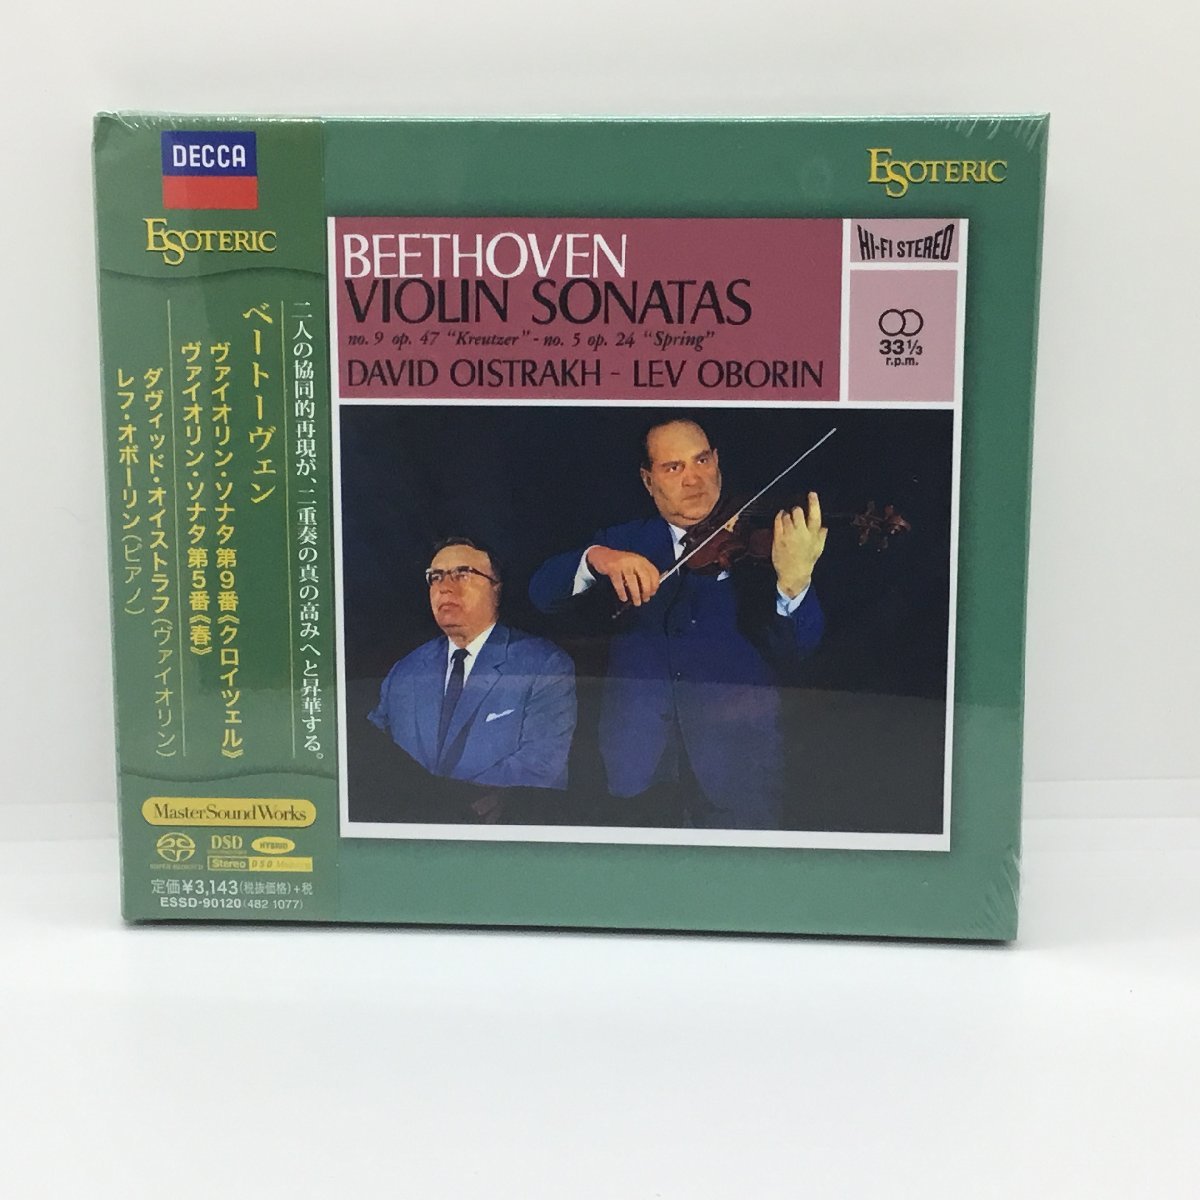 DECCA
ESOTERIC
二人の協同的再現が、二重奏の真の高みへと昇華する。
ベートーヴェン
ヴァイオリン・ソナタ 第9番《クロイツェル》
ヴァイオリン・ソナタ 第5番《春》
ダヴィッド・オイストラフ(ヴァイオリン)
レフ・オボーリン(ピアノ)
MasterSoundWorks
DSD
HYBRID
Stereo DSD
定価¥3,143(税抜価格)+税
ESSD-90120(482 1077)
ESOTERIC
BEETHOVEN
VIOLIN SONATAS
no. 9 op. 47 "Kreutzer" - no. 5 op. 24 "Spring"
DAVID OISTRAKH - LEV OBORIN
HI-FI STEREO
33 1/3
r.p.m.